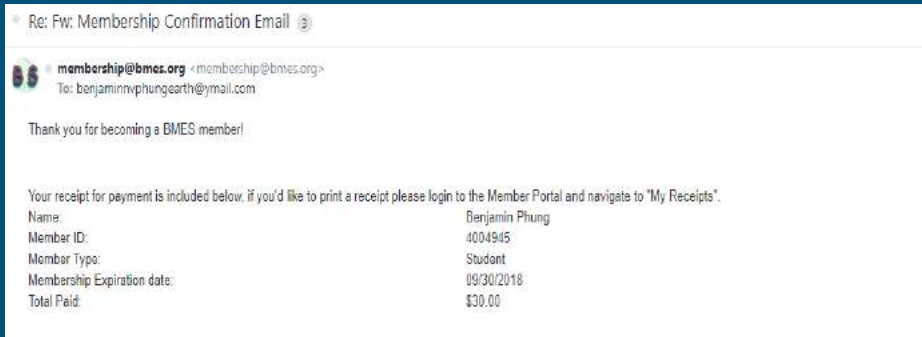 Re: Fw: Membership Confirmation Email 3
membership@bmes.org <membership@bmes.org>
To: benjaminnvphungearth@ymail.com
Thank you for becoming a BMES member!
Your receipt for payment is included below. if you'd like to print a receipt please login to the Member Portal and navigate to "My Receipts".
Name: Benjamin Phung
Member ID: 4004945
Member Type: Student
Membership Expiration date: 09/30/2018
Total Paid: $30.00